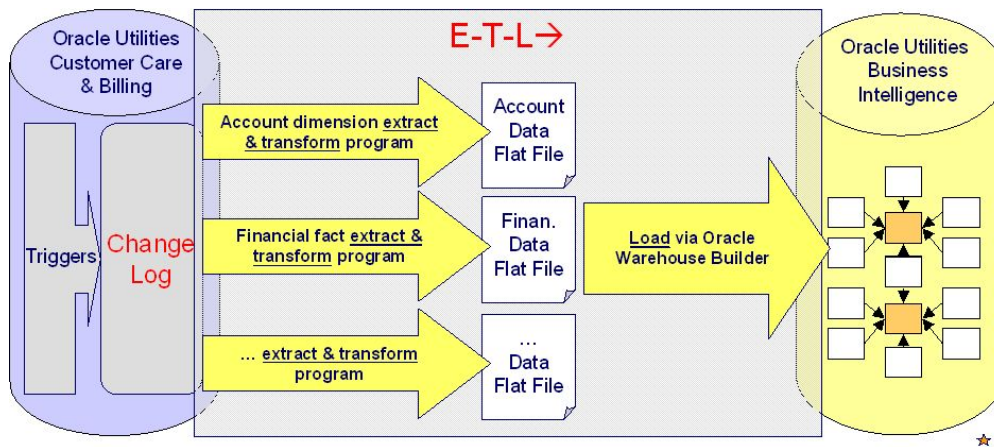 Oracle Utilities
Customer Care
& Billing
Triggers
Change
Log
E-T-L→
Account dimension extract
& transform program
Account
Data
Flat File
Financial fact extract &
transform program
Finan.
Data
Flat File
... extract & transform
program
...
Data
Flat File
Load via Oracle
Warehouse Builder
Oracle Utilities
Business
Intelligence